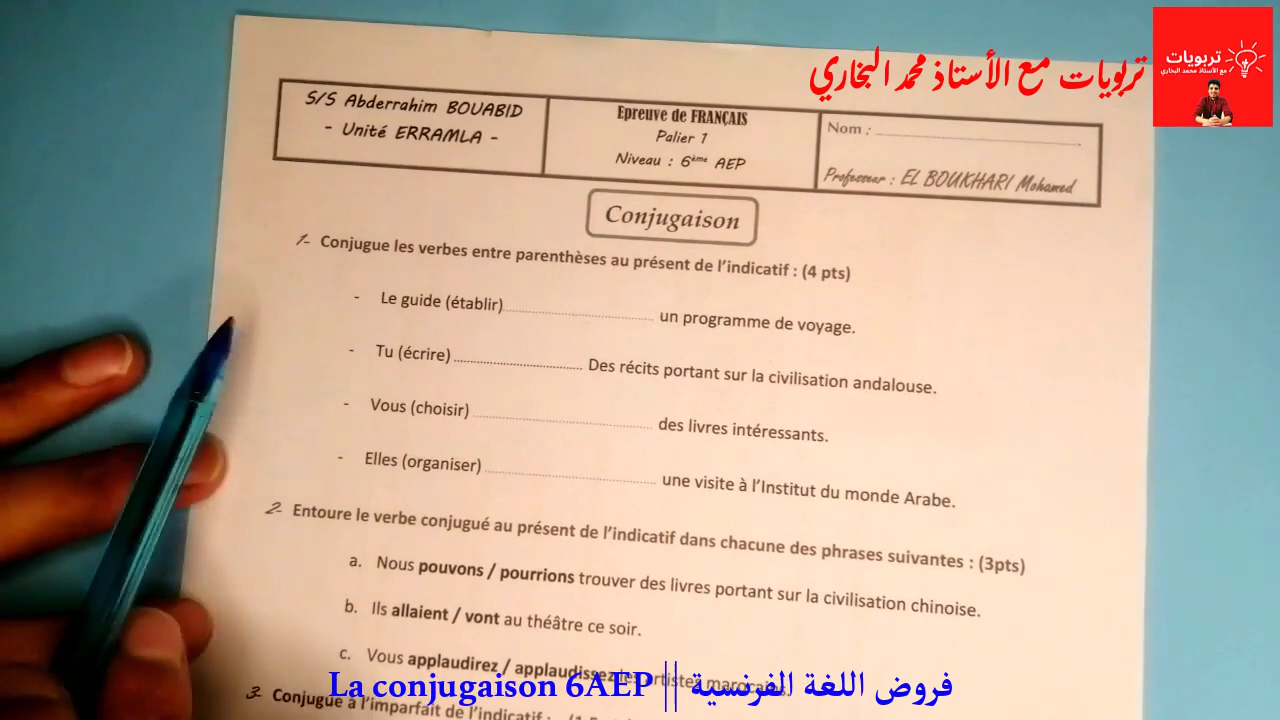 تربويات مع الأستاذ محمد البخاري
تربويات
مع الأستاذ محمد البخاري
S/S Abderrahim BOUABID
- Unité ERRAMLA -
Epreuve de FRANÇAIS
Palier 1
Niveau : 6ème AEP
Nom : ........................................
Professeur : EL BOUKHARI Mohamed
Conjugaison
1- Conjugue les verbes entre parenthèses au présent de l'indicatif : (4 pts)
- Le guide (établir)........................................ un programme de voyage.
- Tu (écrire) ........................................ Des récits portant sur la civilisation andalouse.
- Vous (choisir) ........................................ des livres intéressants.
- Elles (organiser) ........................................ une visite à l'Institut du monde Arabe.
2- Entoure le verbe conjugué au présent de l'indicatif dans chacune des phrases suivantes : (3pts)
a. Nous pouvons / pourrions trouver des livres portant sur la civilisation chinoise.
b. Ils allaient / vont au théâtre ce soir.
c. Vous applaudirez / applaudissez les artistes marocains.
3- Conjugue à l'imparfait de l'indicatif :
La conjugaison 6AEP || فروض اللغة الفرنسية